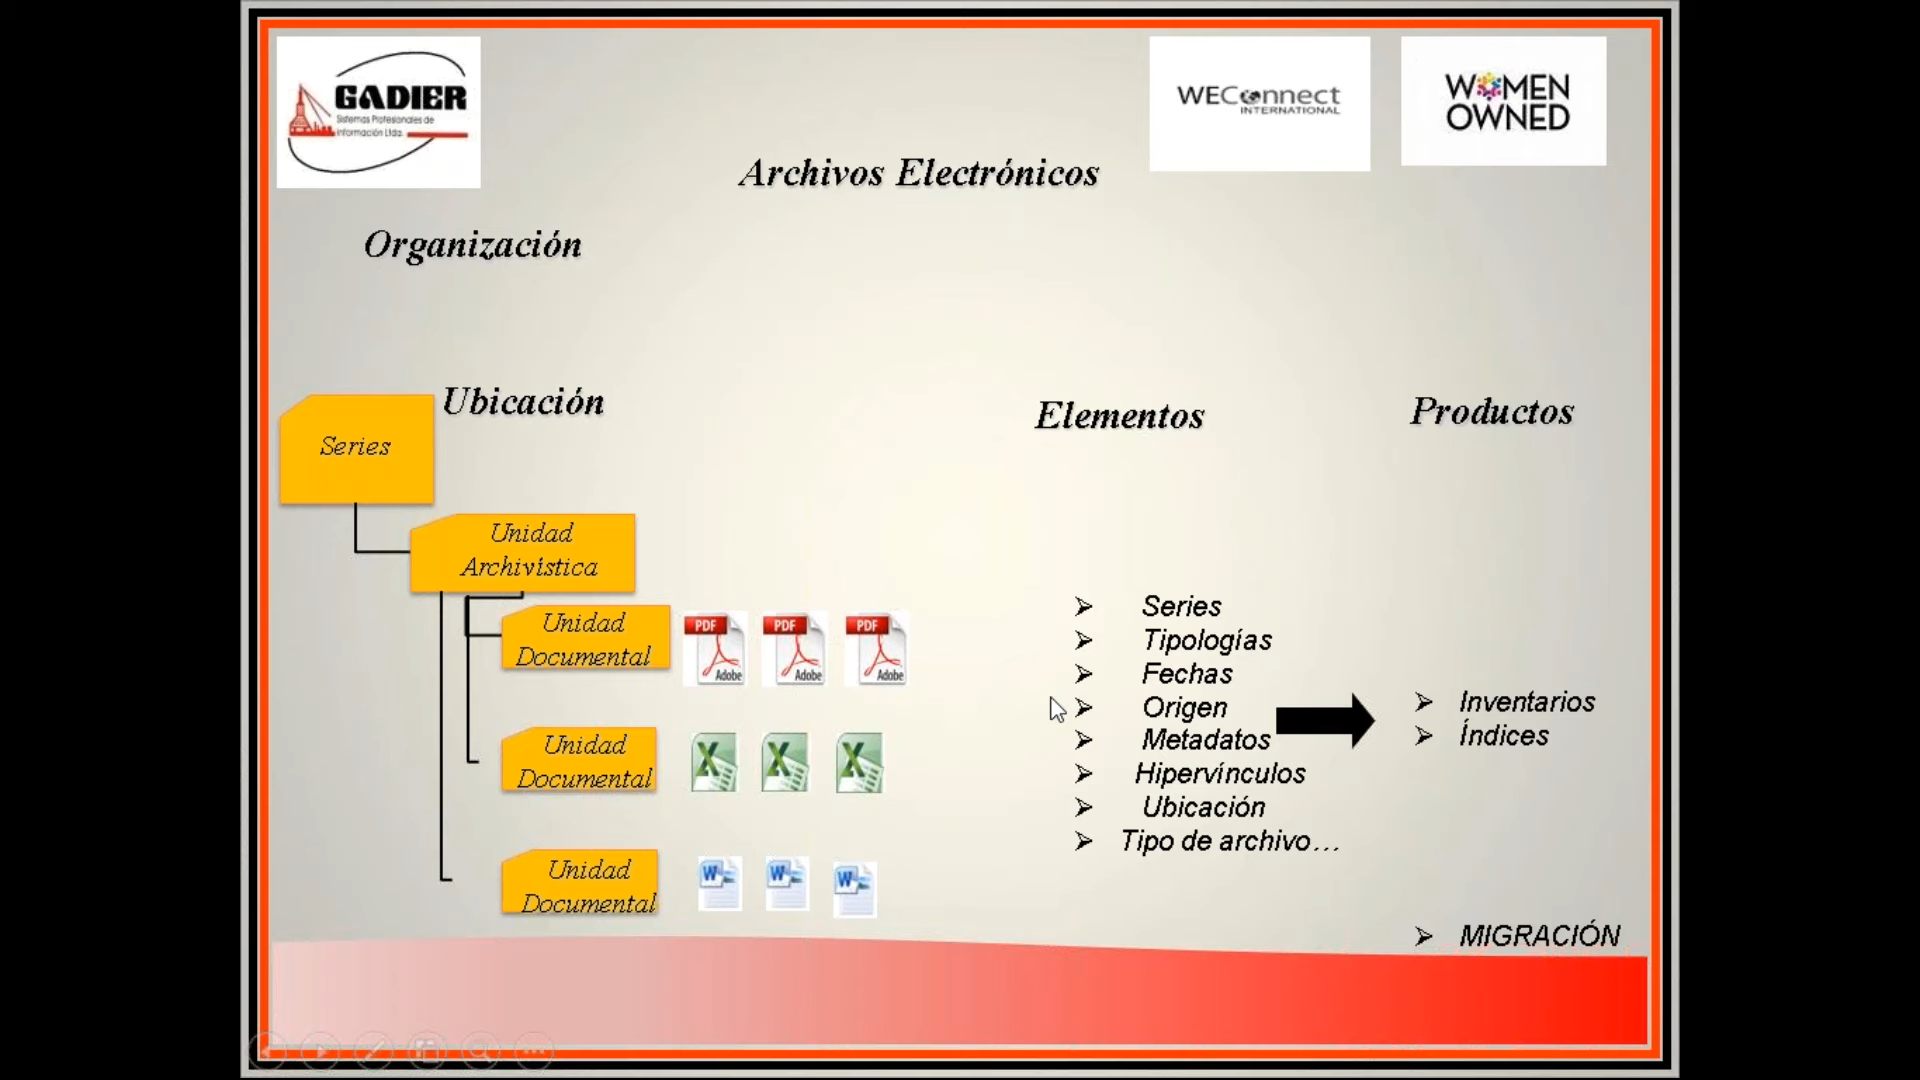 GADIER
Sistemas Profesionales de
Información Ltda.
WEConnect
INTERNATIONAL
WOMEN
OWNED
Archivos Electrónicos
Organización
Ubicación
Elementos
Productos
Series
Unidad
Archivística
Unidad
Documental
PDF
Adobe
PDF
Adobe
PDF
Adobe
Unidad
Documental
Unidad
Documental
W
W
W
Series
Tipologías
Fechas
Origen
Metadatos
Hipervínculos
Ubicación
Tipo de archivo…
Inventarios
Índices
MIGRACIÓN